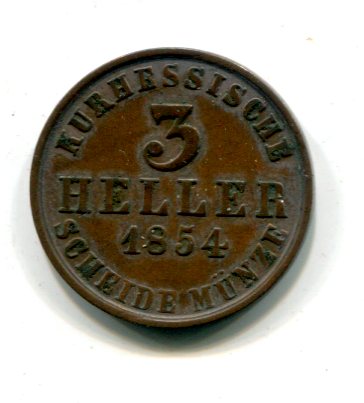 KURHESSISCHE
3
HELLER
1854
SCHEIDE MÜNZE